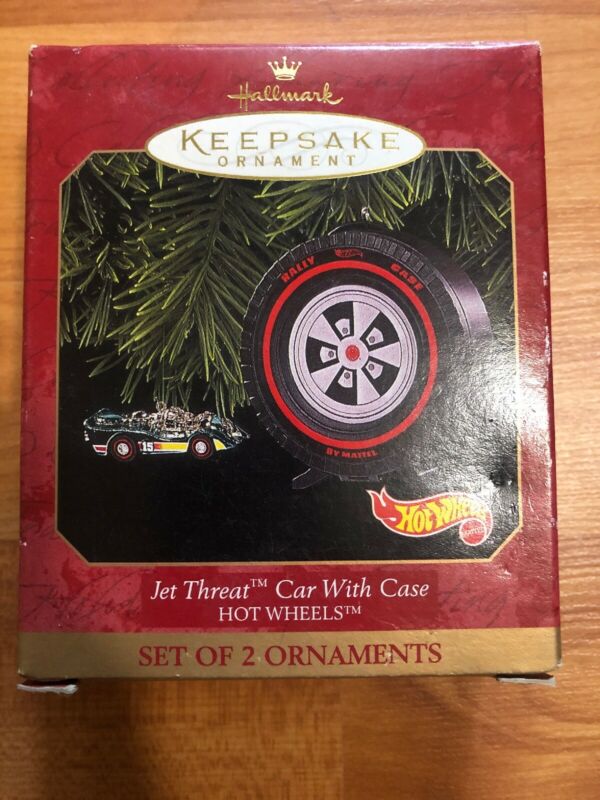 Hallmark
KEEPSAKE
ORNAMENT
RALLY CASE
BY MATTEL
15
Hot Wheels
Jet Threat™ Car With Case
HOT WHEELS™
SET OF 2 ORNAMENTS